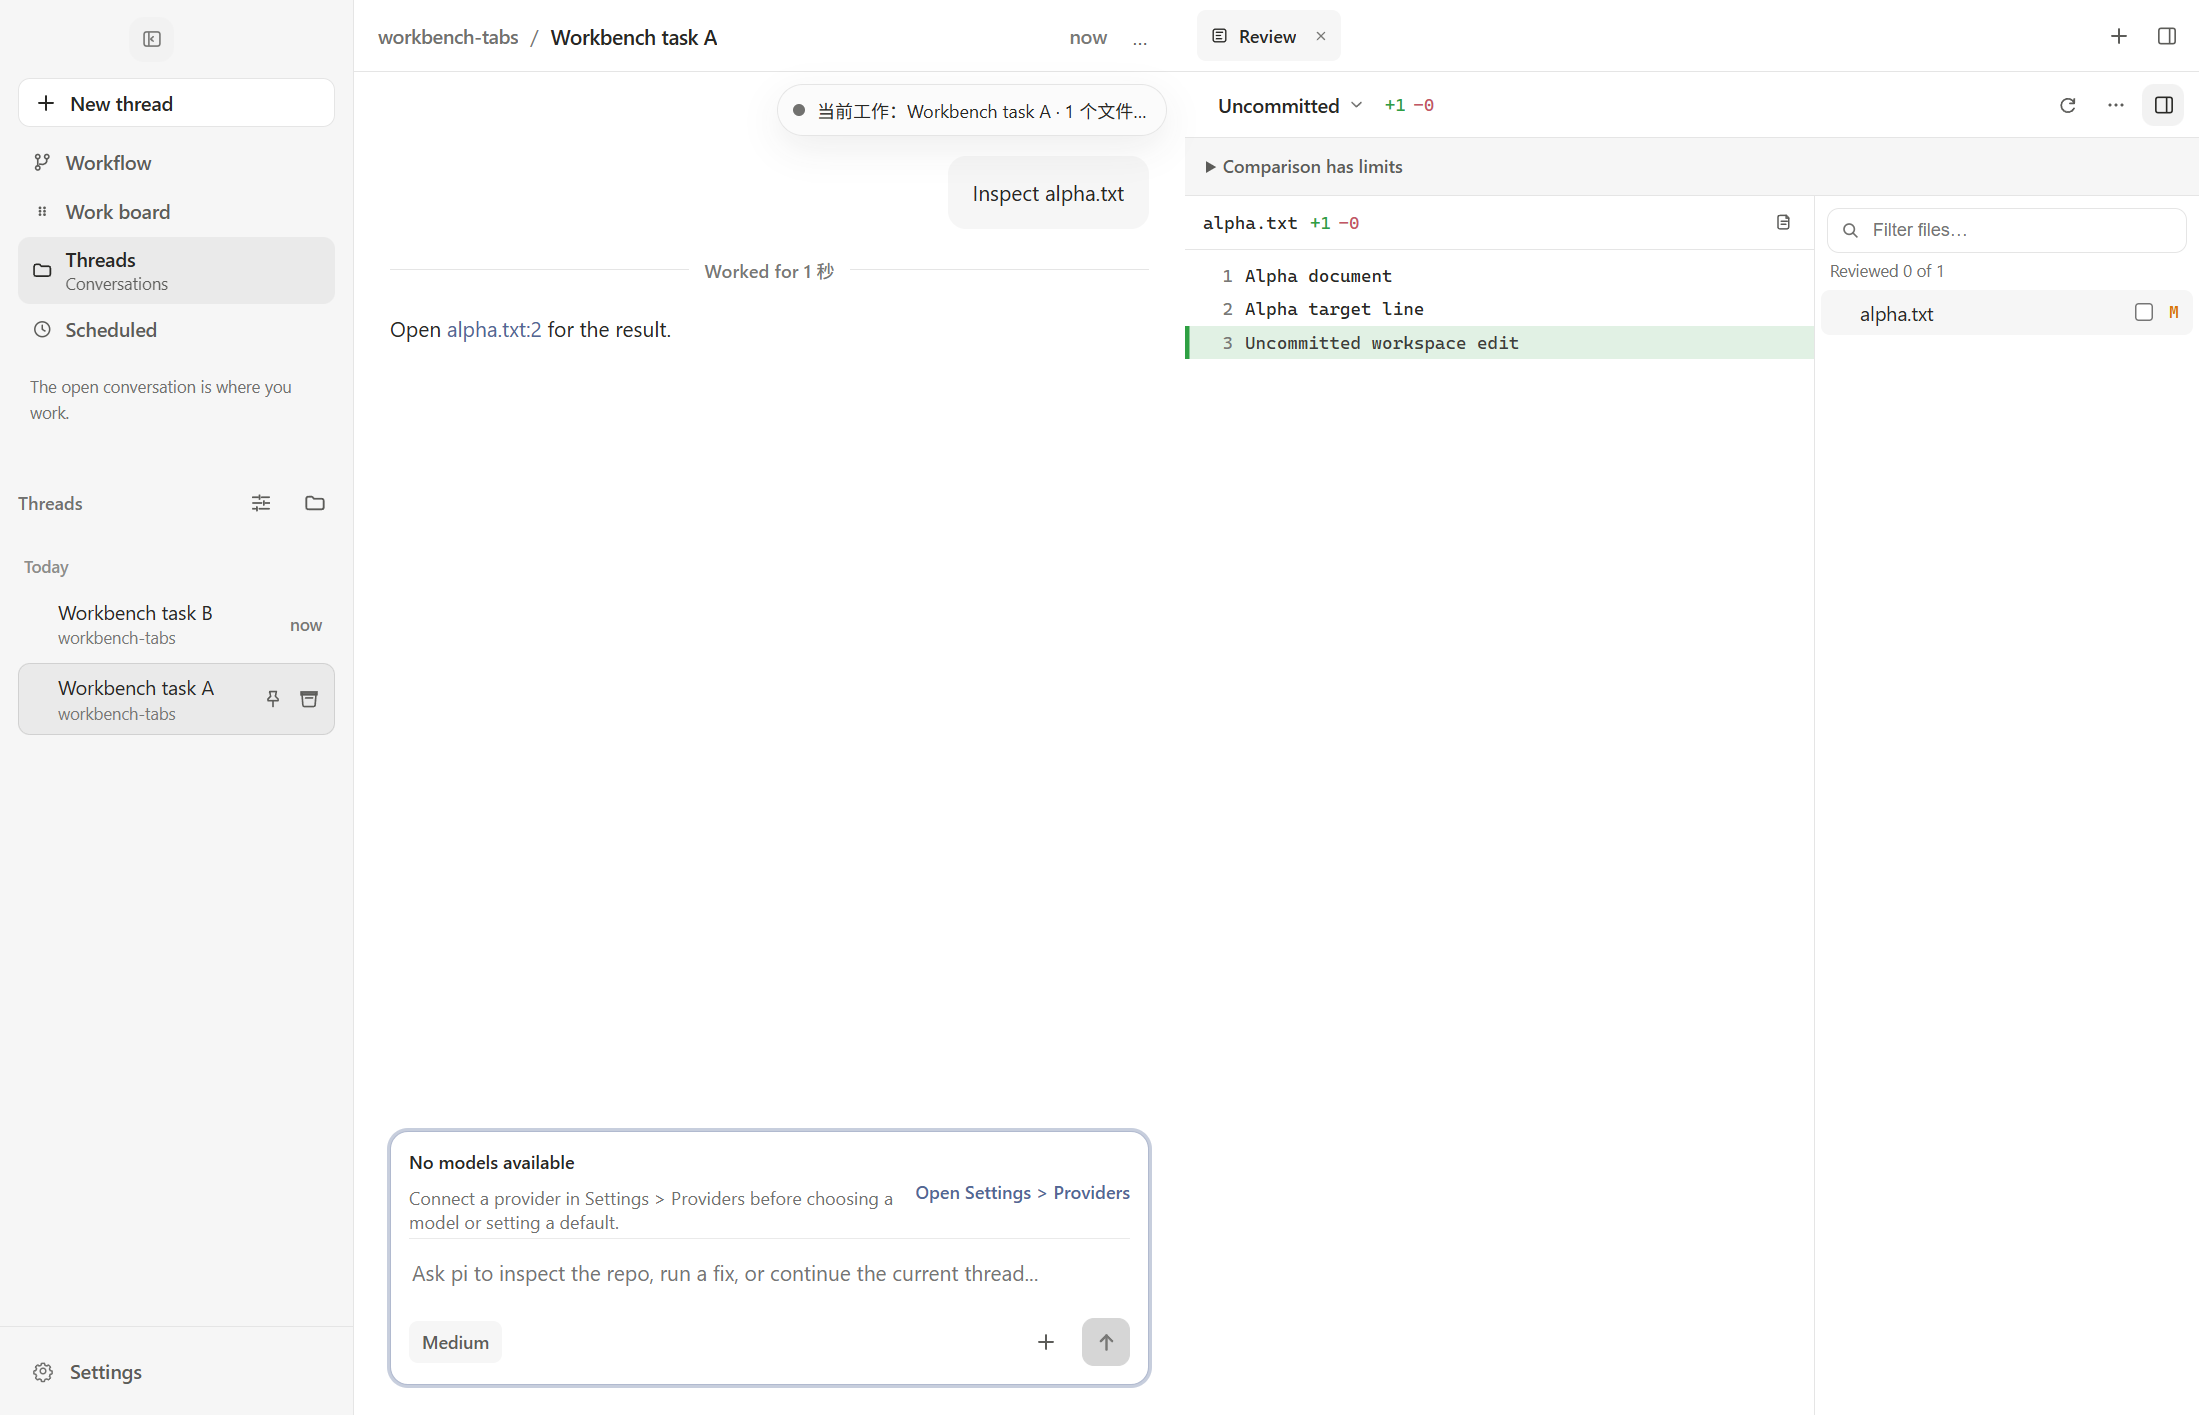 New thread
Workflow
Work board
Threads
Conversations
Scheduled
The open conversation is where you
work.
Threads
Today
Workbench task B
workbench-tabs
now
Workbench task A
workbench-tabs
Settings
workbench-tabs / Workbench task A
now ...
当前工作：Workbench task A · 1 个文件...
Inspect alpha.txt
Worked for 1 秒
Open alpha.txt:2 for the result.
No models available
Connect a provider in Settings > Providers before choosing a
model or setting a default.
Open Settings > Providers
Ask pi to inspect the repo, run a fix, or continue the current thread...
Medium
Review
Uncommitted +1 −0
Comparison has limits
alpha.txt +1 −0
1 Alpha document
2 Alpha target line
3 Uncommitted workspace edit
Filter files…
Reviewed 0 of 1
alpha.txt M